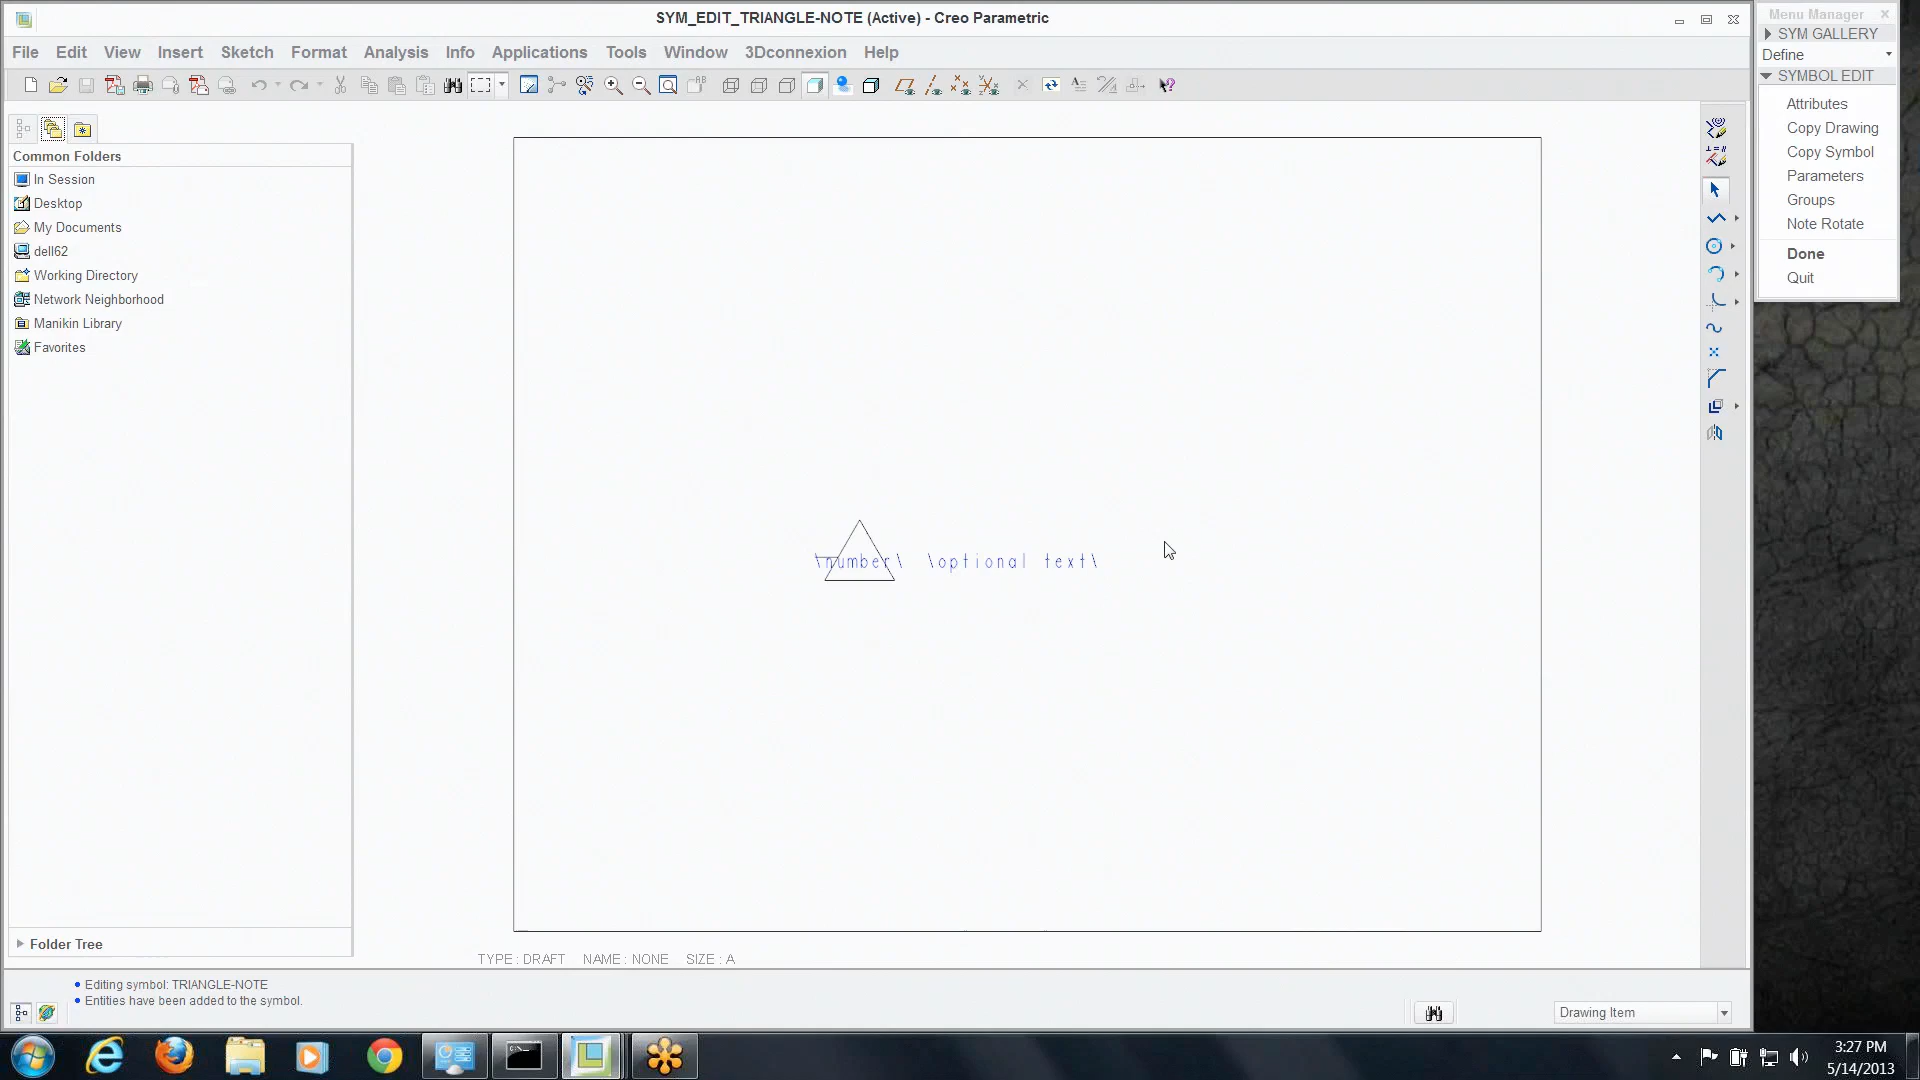 SYM_EDIT_TRIANGLE-NOTE (Active) - Creo Parametric
File Edit View Insert Sketch Format Analysis Info Applications Tools Window 3Dconnexion Help
Common Folders
In Session
Desktop
My Documents
dell62
Working Directory
Network Neighborhood
Manikin Library
Favorites
Folder Tree
\number\ \optional text\
TYPE : DRAFT NAME : NONE SIZE : A
Editing symbol: TRIANGLE-NOTE
Entities have been added to the symbol.
Drawing Item
Menu Manager
SYM GALLERY
Define
SYMBOL EDIT
Attributes
Copy Drawing
Copy Symbol
Parameters
Groups
Note Rotate
Done
Quit
3:27 PM
5/14/2013